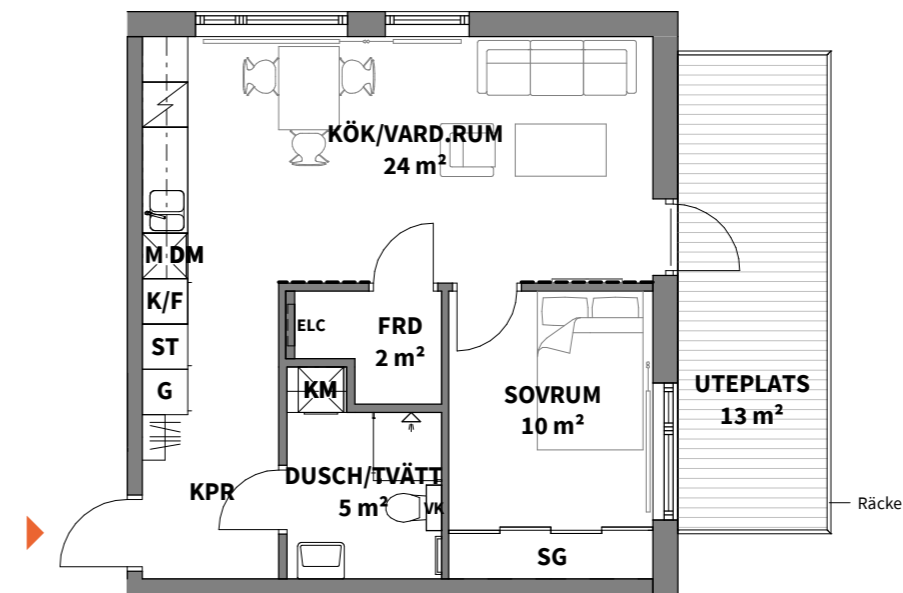 KÖK/VARD.RUM
24 m²
M DM
K/F
ST
G
ELC
FRD
2 m²
KM
SOVRUM
10 m²
UTEPLATS
13 m²
DUSCH/TVÄTT
5 m²
VK
KPR
Räcke
SG